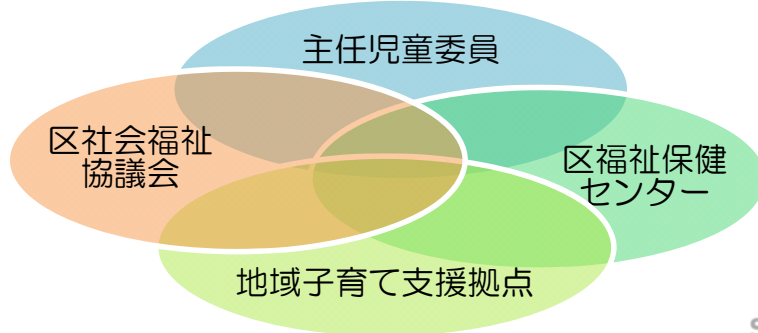 主任児童委員
区社会福祉
協議会
区福祉保健
センター
地域子育て支援拠点